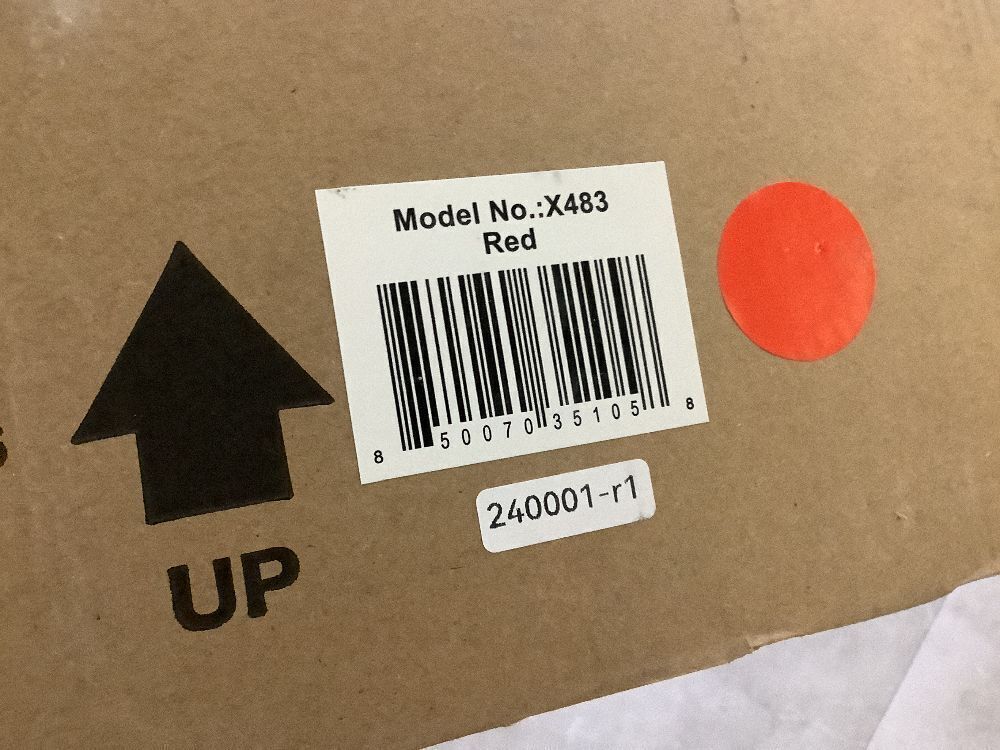 Model No.:X483
Red
8 50070 35105 8
240001-r1
UP